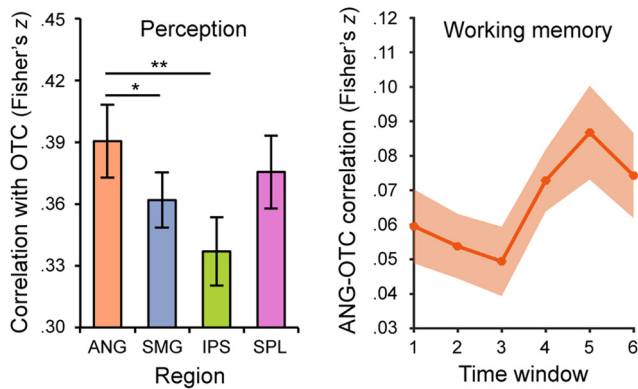 Perception
Correlation with OTC (Fisher's z)
.45
.42
.39
.36
.33
.30
**
*
ANG SMG IPS SPL
Region
Working memory
ANG-OTC correlation (Fisher's z)
.12
.11
.10
.09
.08
.07
.06
.05
.04
.03
1 2 3 4 5 6
Time window